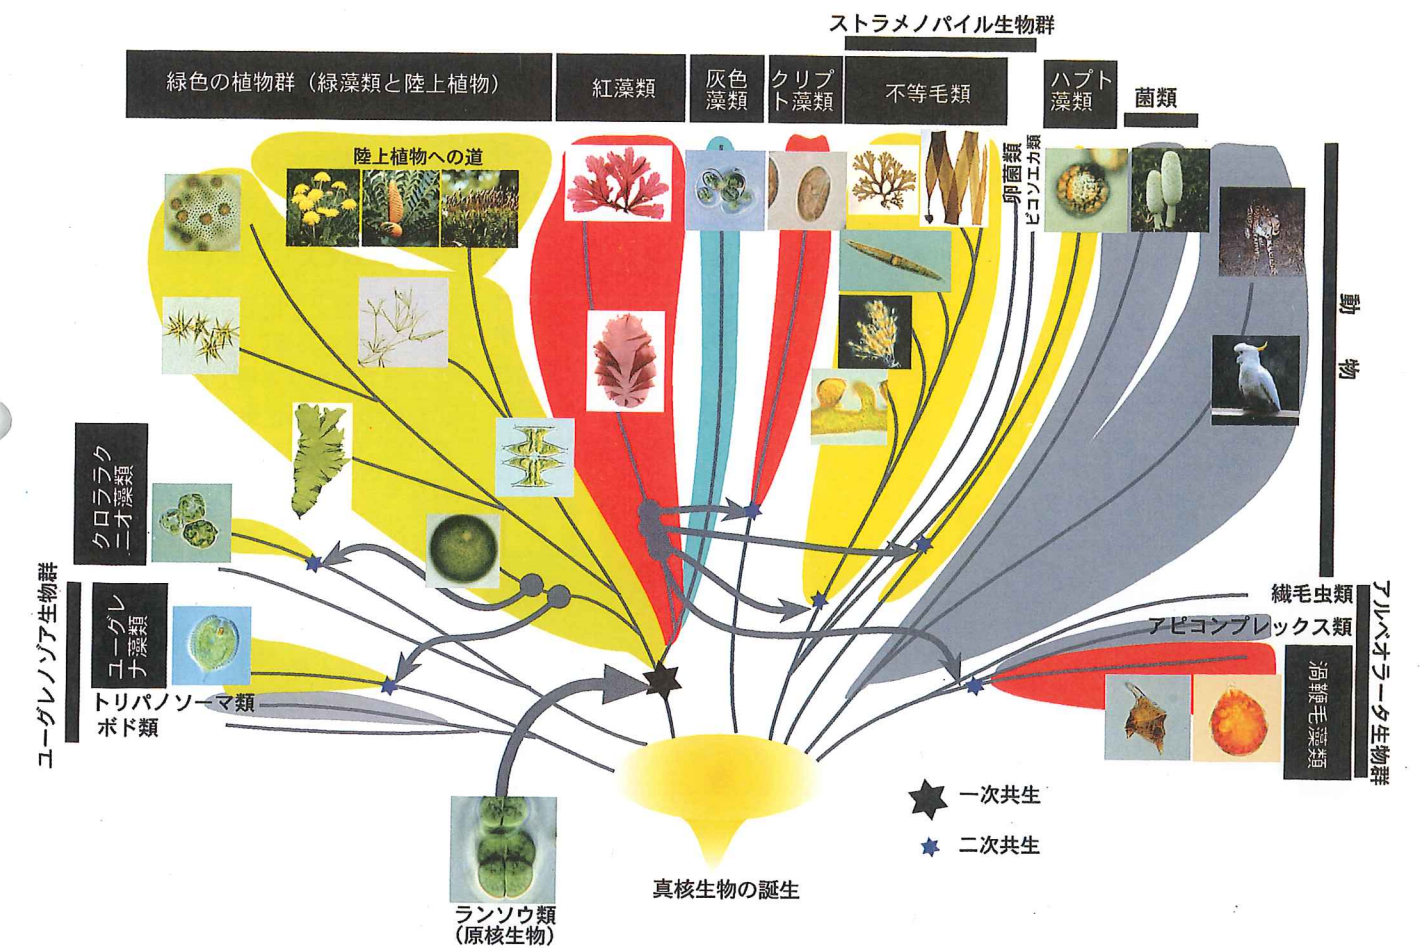 ストラメノパイル生物群
緑色の植物群（緑藻類と陸上植物）
紅藻類
灰色
藻類
クリプ
ト藻類
不等毛類
ハプト
藻類
菌類
陸上植物への道
卵菌類
ビコソエカ類
動物
クロララク
ニオ藻類
ユーグレノゾア生物群
ユーグレ
ナ藻類
トリパノソーマ類
ボド類
繊毛虫類
アピコンプレックス類
アルベオラータ生物群
渦鞭毛藻類
一次共生
二次共生
真核生物の誕生
ランソウ類
（原核生物）